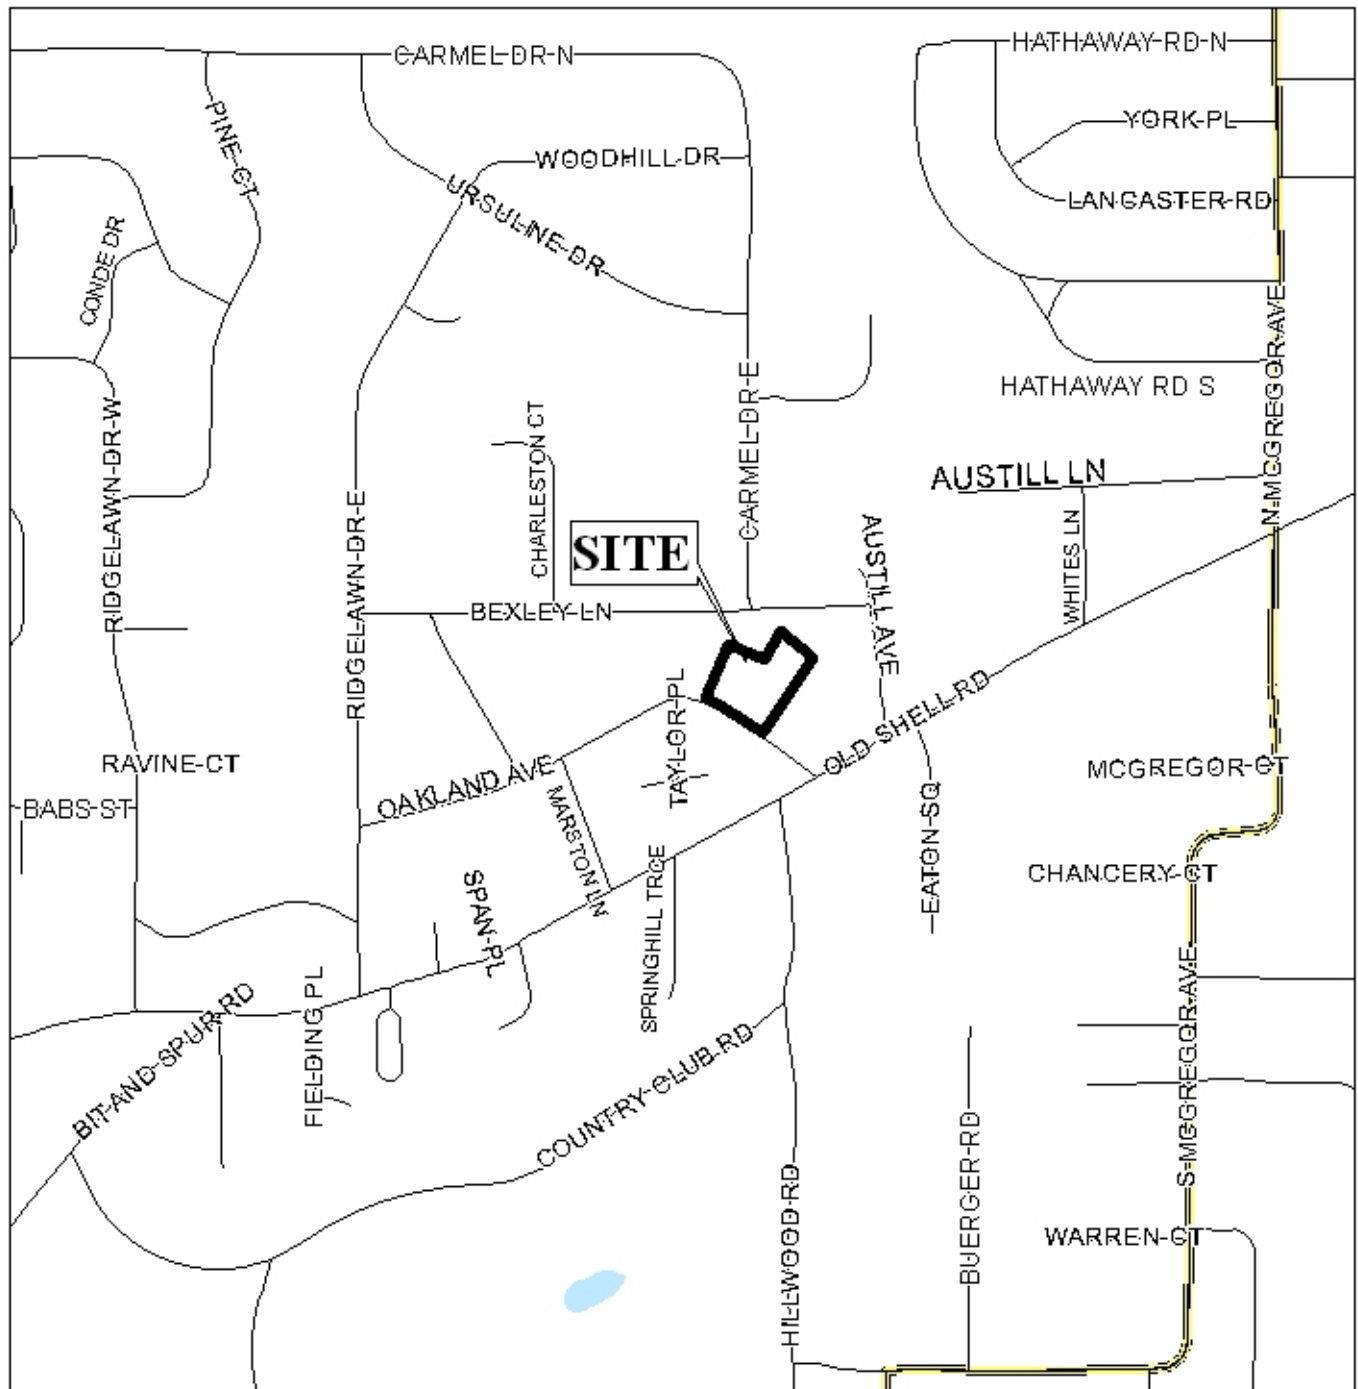 CARMEL DR N
HATHAWAY RD N
PINE CT
YORK PL
WOODHILL DR
URSULINE DR
LANCASTER RD
CONDE DR
N MCGREGOR AVE
HATHAWAY RD S
CARMEL DR E
RIDGELAWN DR W
CHARLESTON CT
AUSTILL LN
RIDGELAWN DR E
SITE
AUSTILL AVE
WHITES LN
BEXLEY LN
TAYLOR PL
OLD SHELL RD
RAVINE CT
OAKLAND AVE
MCGREGOR CT
BABS ST
MARSTON LN
EATON SQ
SPRINGHILL TRCE
SPAN PL
CHANCERY CT
BIT AND SPUR RD
FIELDING PL
COUNTRY CLUB RD
S MCGREGOR AVE
BUERGER RD
HILLWOOD RD
WARREN CT